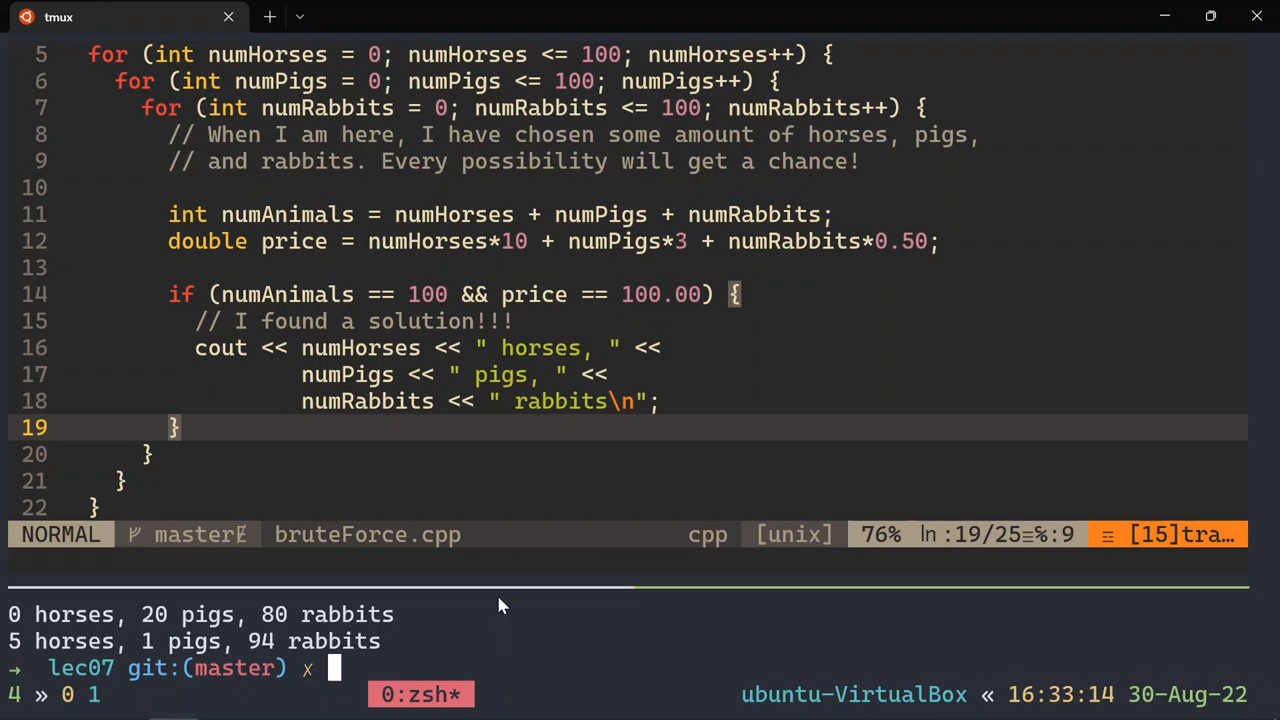 tmux
5 for (int numHorses = 0; numHorses <= 100; numHorses++) {
6 for (int numPigs = 0; numPigs <= 100; numPigs++) {
7 for (int numRabbits = 0; numRabbits <= 100; numRabbits++) {
8 // When I am here, I have chosen some amount of horses, pigs,
9 // and rabbits. Every possibility will get a chance!
10
11 int numAnimals = numHorses + numPigs + numRabbits;
12 double price = numHorses*10 + numPigs*3 + numRabbits*0.50;
13
14 if (numAnimals == 100 && price == 100.00) {
15 // I found a solution!!!
16 cout << numHorses << " horses, " <<
17 numPigs << " pigs, " <<
18 numRabbits << " rabbits\n";
19 }
20 }
21 }
22 }
NORMAL master bruteForce.cpp cpp [unix] 76% ln :19/25≡%:9 [15]tra…
0 horses, 20 pigs, 80 rabbits
5 horses, 1 pigs, 94 rabbits
→ lec07 git:(master) ✗
4 » 0 1 0:zsh* ubuntu-VirtualBox « 16:33:14 30-Aug-22